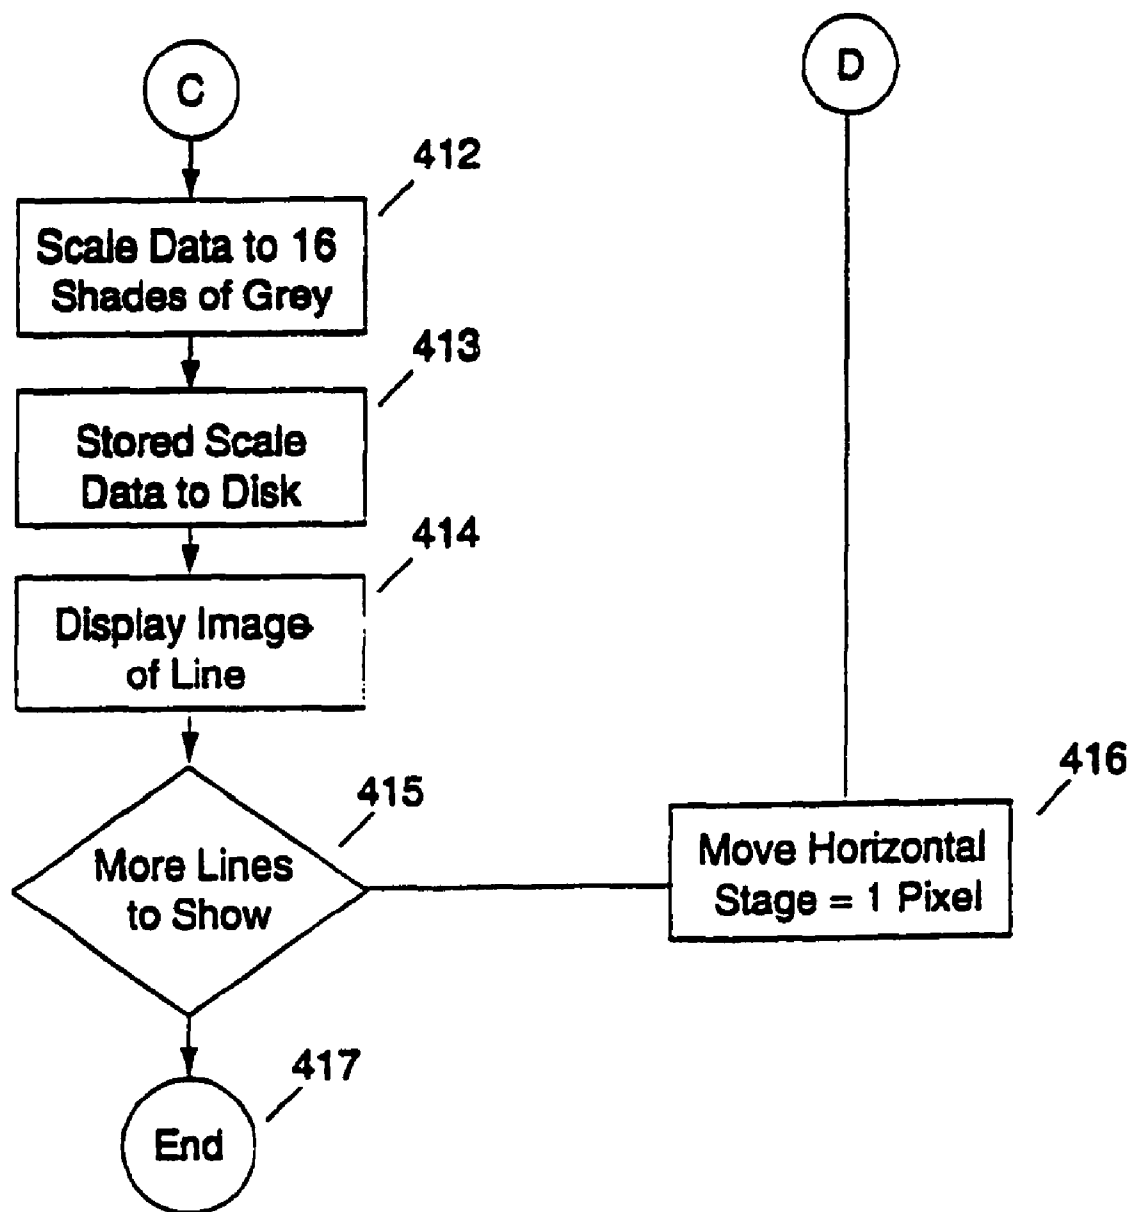 C
D
412
Scale Data to 16
Shades of Grey
413
Stored Scale
Data to Disk
414
Display Image
of Line
415
More Lines
to Show
416
Move Horizontal
Stage = 1 Pixel
417
End